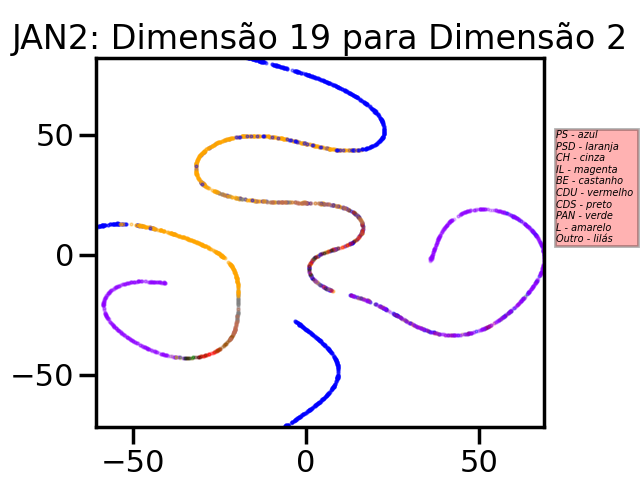 JAN2: Dimensão 19 para Dimensão 2
50
0
−50
−50
0
50
PS - azul
PSD - laranja
CH - cinza
IL - magenta
BE - castanho
CDU - vermelho
CDS - preto
PAN - verde
L - amarelo
Outro - lilás